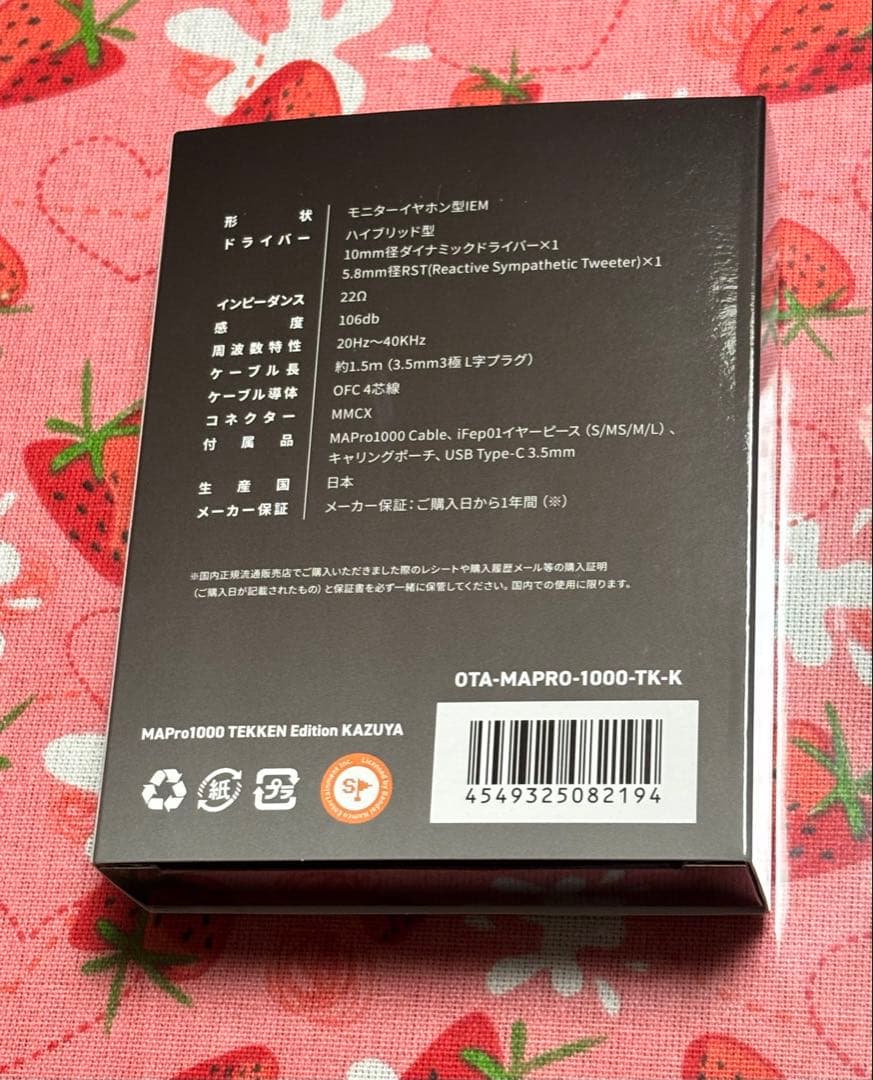 形状 モニターイヤホン型IEM
ドライバー ハイブリッド型
10mm径ダイナミックドライバー×1
5.8mm径RST(Reactive Sympathetic Tweeter)×1
インピーダンス 22Ω
感度 106db
周波数特性 20Hz～40KHz
ケーブル長 約1.5m（3.5mm3極 L字プラグ）
ケーブル導体 OFC 4芯線
コネクター MMCX
付属品 MAPro1000 Cable、iFep01イヤーピース（S/MS/M/L）、
キャリングポーチ、USB Type-C 3.5mm
生産国 日本
メーカー保証 メーカー保証：ご購入日から1年間（※）
※国内正規流通販売店でご購入いただきました際のレシートや購入履歴メール等の購入証明
（ご購入日が記載されたもの）と保証書を必ず一緒に保管してください。国内での使用に限ります。
OTA-MAPRO-1000-TK-K
MAPro1000 TEKKEN Edition KAZUYA
紙
プラ
S
Licensed by Bandai Namco Entertainment Inc.
4549325082194